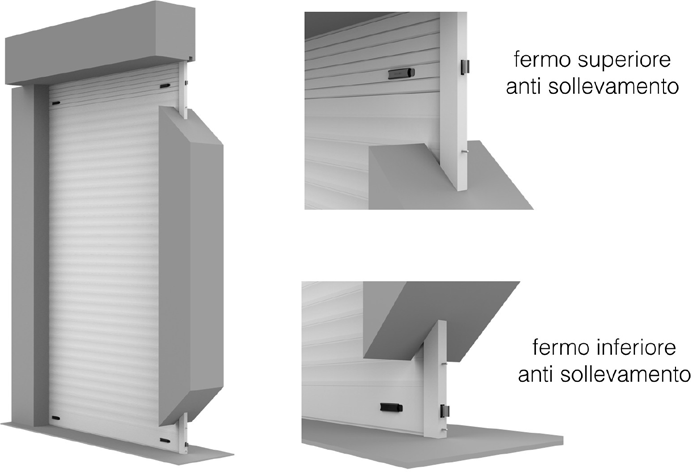 fermo superiore
anti sollevamento
fermo inferiore
anti sollevamento